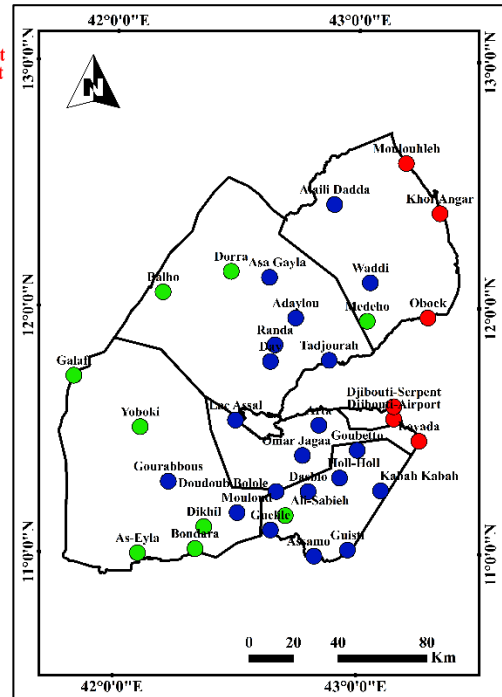 42°0'0"E 43°0'0"E
t
t
13°0'0"N 13°0'0"N
N
Moulouhleh
Alaili Dadda
Khor Angar
Dorra
Asa Gayla
Waddi
Balho
Adaylou
Medeho
Obock
12°0'0"N 12°0'0"N
Randa
Day
Tadjourah
Galafi
Djibouti-Serpent
Djibouti-Airport
Lac Assal
Arta
Yoboki
Loyada
Omar Jagaa
Goubetto
Gourabbous
Doudoub Bolole
Dasbio
Holl-Holl
Kabah Kabah
Mouloud
Ali-Sabieh
Dikhil
Guelile
Bondara
As-Eyla
Assamo
Guisti
11°0'0"N 11°0'0"N
0 20 40 80
Km
42°0'0"E 43°0'0"E